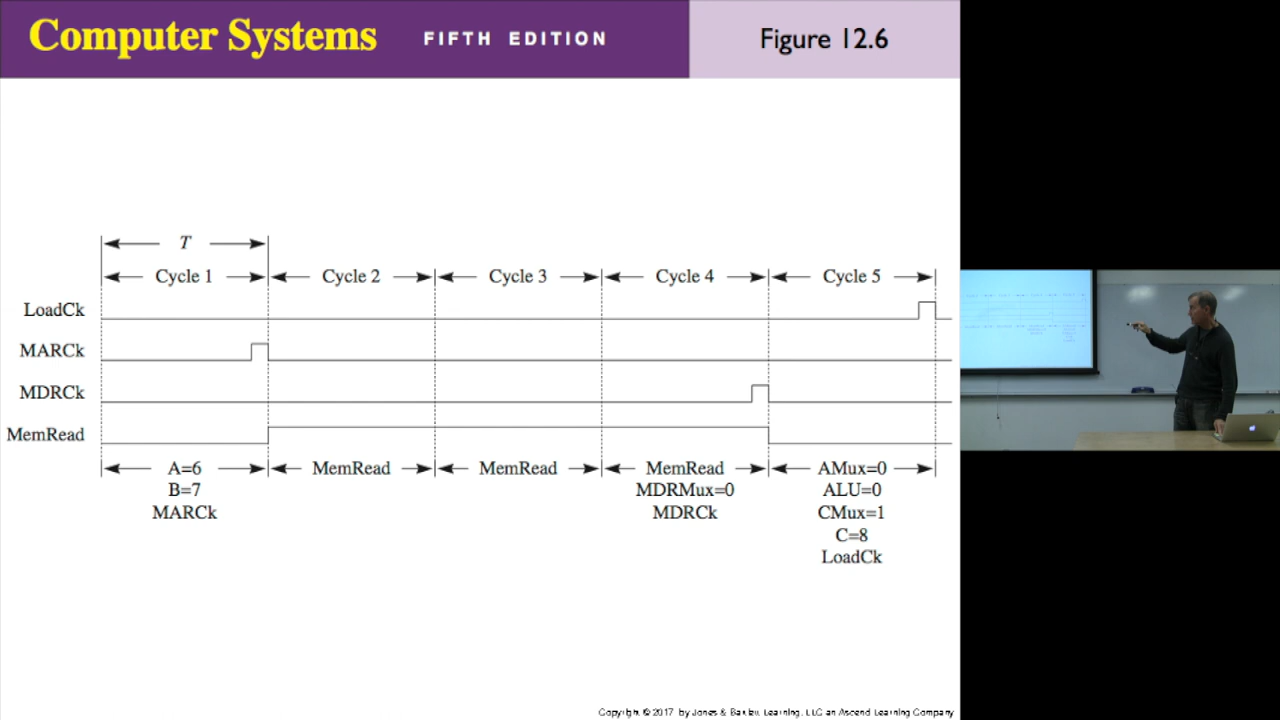 Computer Systems FIFTH EDITION Figure 12.6
T
Cycle 1 Cycle 2 Cycle 3 Cycle 4 Cycle 5
LoadCk
MARCk
MDRCk
MemRead
A=6 MemRead MemRead MemRead AMux=0
B=7 MDRMux=0 ALU=0
MARCk MDRCk CMux=1
C=8
LoadCk
Copyright © 2017 by Jones & Bartlett Learning, LLC an Ascend Learning Company